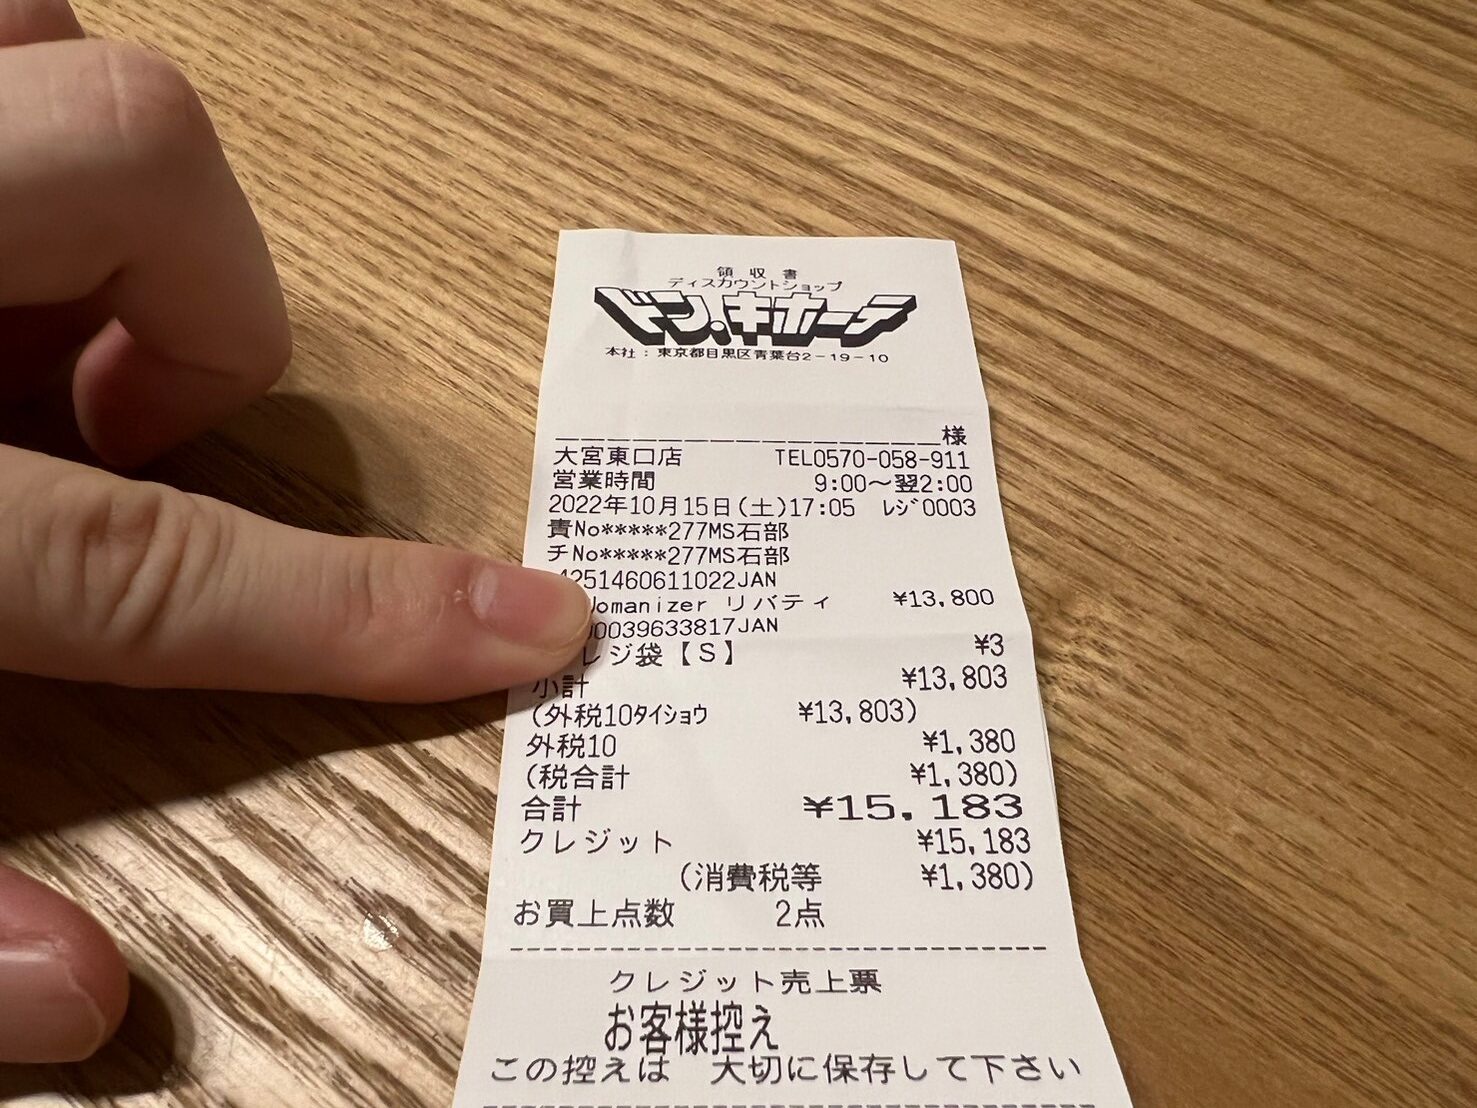 領収書
ディスカウントショップ
ドン.キホーテ
本社：東京都目黒区青葉台2-19-10
様
大宮東口店 TEL0570-058-911
営業時間 9:00～翌2:00
2022年10月15日(土)17:05 ﾚｼﾞ0003
責No*****277MS石部
チNo*****277MS石部
4251460611022JAN
Womanizer リバティ ¥13,800
0039633817JAN
レジ袋【S】 ¥3
小計 ¥13,803
(外税10ﾀｲｼｮｳ ¥13,803)
外税10 ¥1,380
(税合計 ¥1,380)
合計 ¥15,183
クレジット ¥15,183
(消費税等 ¥1,380)
お買上点数 2点
クレジット売上票
お客様控え
この控えは 大切に保存して下さい